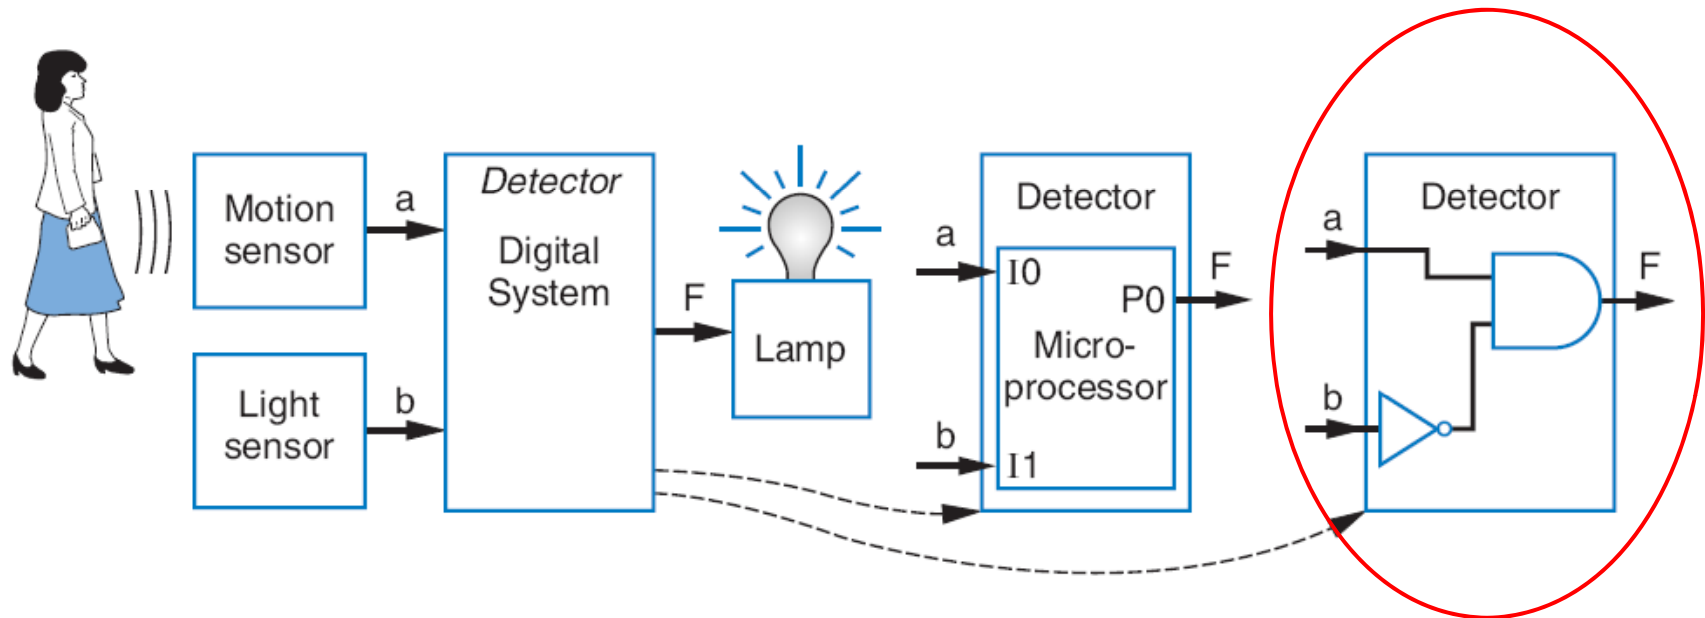 Motion
sensor
a
Light
sensor
b
Detector
Digital
System
F
Lamp
Detector
a
I0
P0
F
Micro-
processor
b
I1
Detector
a
F
b